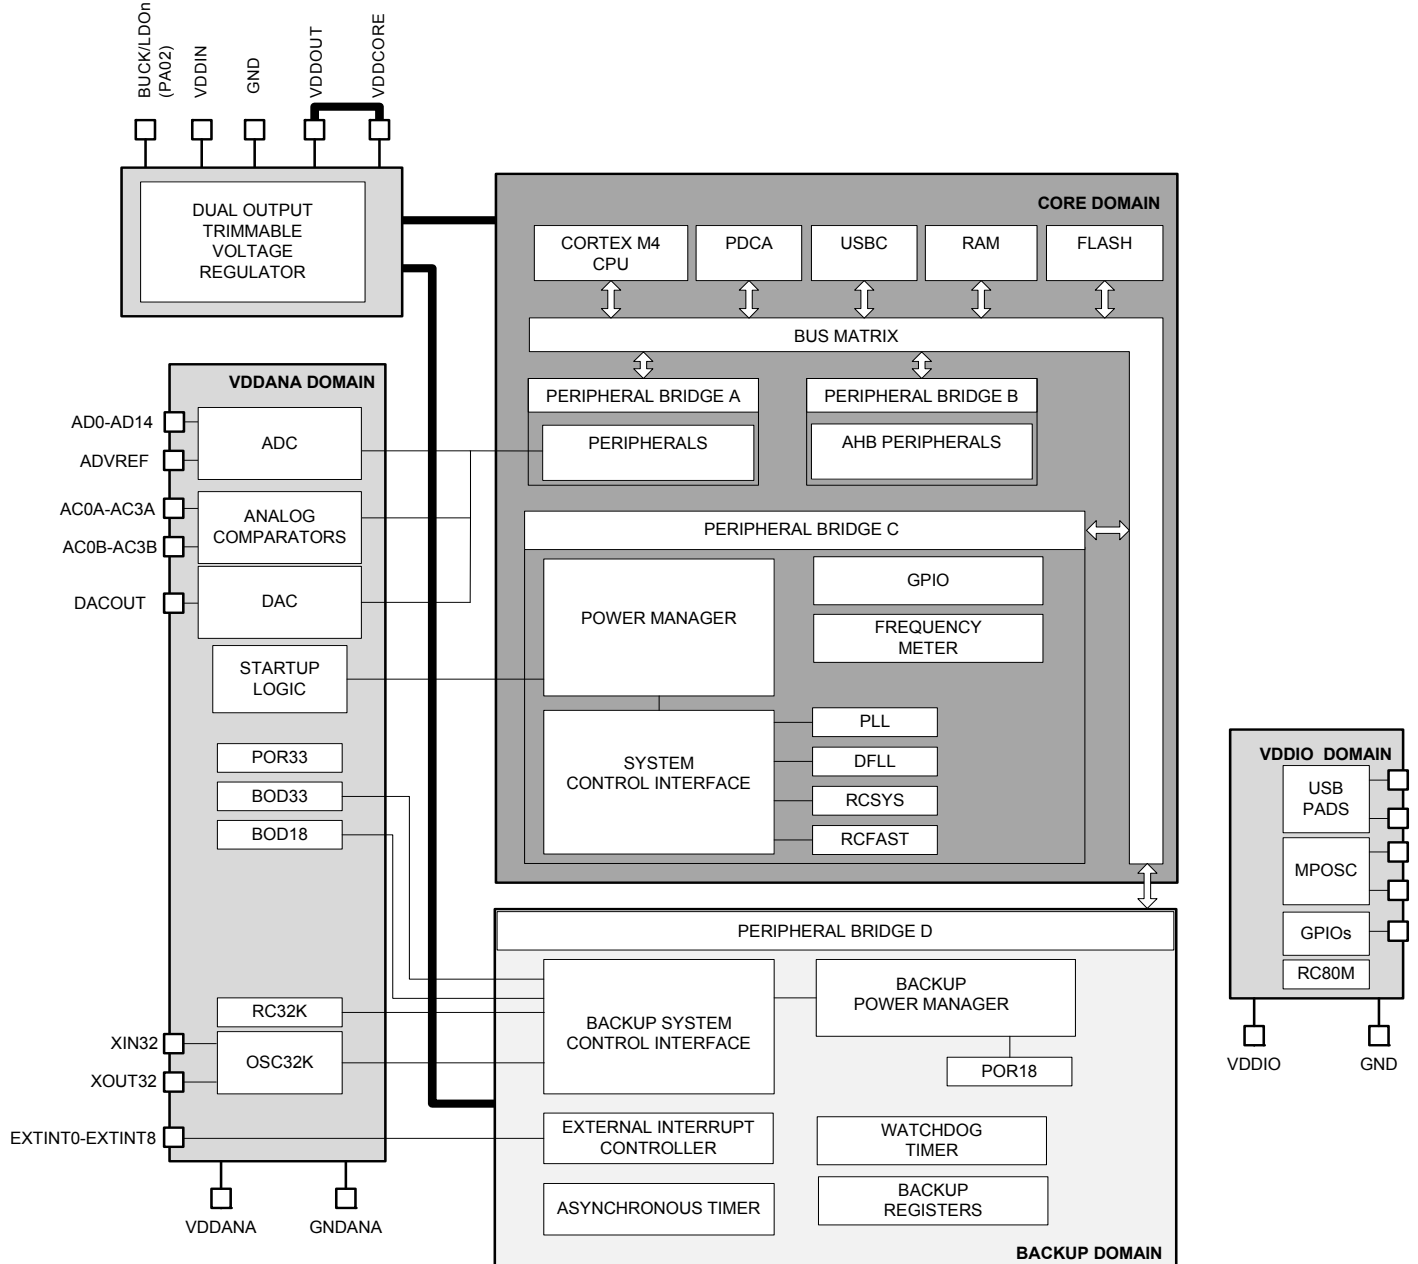 BUCK/LDOn
(PA02)
VDDIN
GND
VDDOUT
VDDCORE
DUAL OUTPUT
TRIMMABLE
VOLTAGE
REGULATOR
CORE DOMAIN
CORTEX M4
CPU
PDCA
USBC
RAM
FLASH
BUS MATRIX
PERIPHERAL BRIDGE A
PERIPHERALS
PERIPHERAL BRIDGE B
AHB PERIPHERALS
PERIPHERAL BRIDGE C
POWER MANAGER
GPIO
FREQUENCY
METER
SYSTEM
CONTROL INTERFACE
PLL
DFLL
RCSYS
RCFAST
VDDANA DOMAIN
AD0-AD14
ADVREF
ADC
AC0A-AC3A
AC0B-AC3B
ANALOG
COMPARATORS
DACOUT
DAC
STARTUP
LOGIC
POR33
BOD33
BOD18
RC32K
XIN32
XOUT32
OSC32K
EXTINT0-EXTINT8
VDDANA
GNDANA
PERIPHERAL BRIDGE D
BACKUP SYSTEM
CONTROL INTERFACE
BACKUP
POWER MANAGER
POR18
EXTERNAL INTERRUPT
CONTROLLER
WATCHDOG
TIMER
ASYNCHRONOUS TIMER
BACKUP
REGISTERS
BACKUP DOMAIN
VDDIO DOMAIN
USB
PADS
MPOSC
GPIOs
RC80M
VDDIO
GND